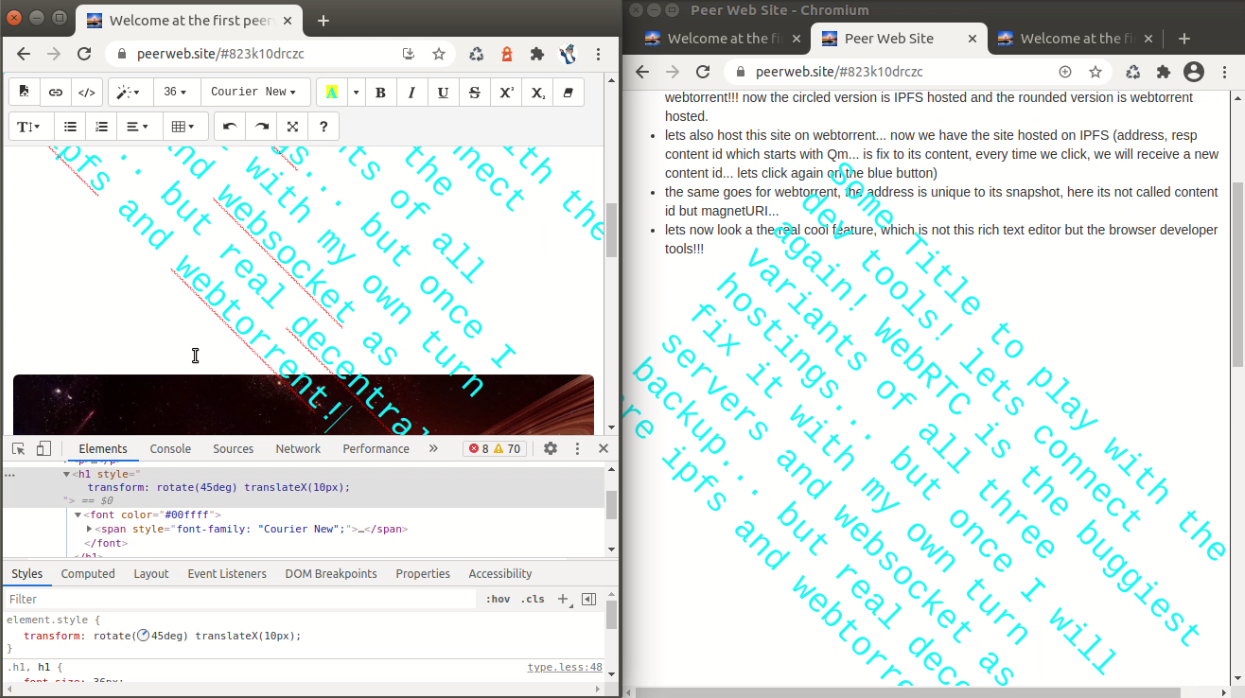 Welcome at the first peer
peerweb.site/#823k10drczc
36
Courier New
A
B
I
U
S
X²
X₂
TI
?
with the
nnect
the
its of all
gs... but once I
with my own turn
and websocket as
.. but real decentral
ipfs and webtorrent!
Elements
Console
Sources
Network
Performance
»
8
70
<h1 style="
transform: rotate(45deg) translateX(10px);
"> == $0
<font color="#00ffff">
<span style="font-family: "Courier New";">…</span>
</font>
</h1>
Styles
Computed
Layout
Event Listeners
DOM Breakpoints
Properties
Accessibility
Filter
:hov
.cls
+
element.style {
transform: rotate(45deg) translateX(10px);
}
.h1, h1 {
type.less:48
font-size: 36px;
Peer Web Site - Chromium
Welcome at the fi
Peer Web Site
Welcome at the fi
peerweb.site/#823k10drczc
webtorrent!!! now the circled version is IPFS hosted and the rounded version is webtorrent
hosted.
lets also host this site on webtorrent... now we have the site hosted on IPFS (address, resp
content id which starts with Qm... is fix to its content, every time we click, we will receive a new
content id... lets click again on the blue button)
the same goes for webtorrent, the address is unique to its snapshot, here its not called content
id but magnetURI...
lets now look a the real cool feature, which is not this rich text editor but the browser developer
tools!!!
Some Title to play with the
dev tools! lets connect
again! WebRTC is the buggiest
variants of all three
hostings... but once I will
fix it with my own turn
servers and websocket as
backup... but real dece
re ipfs and webtorre